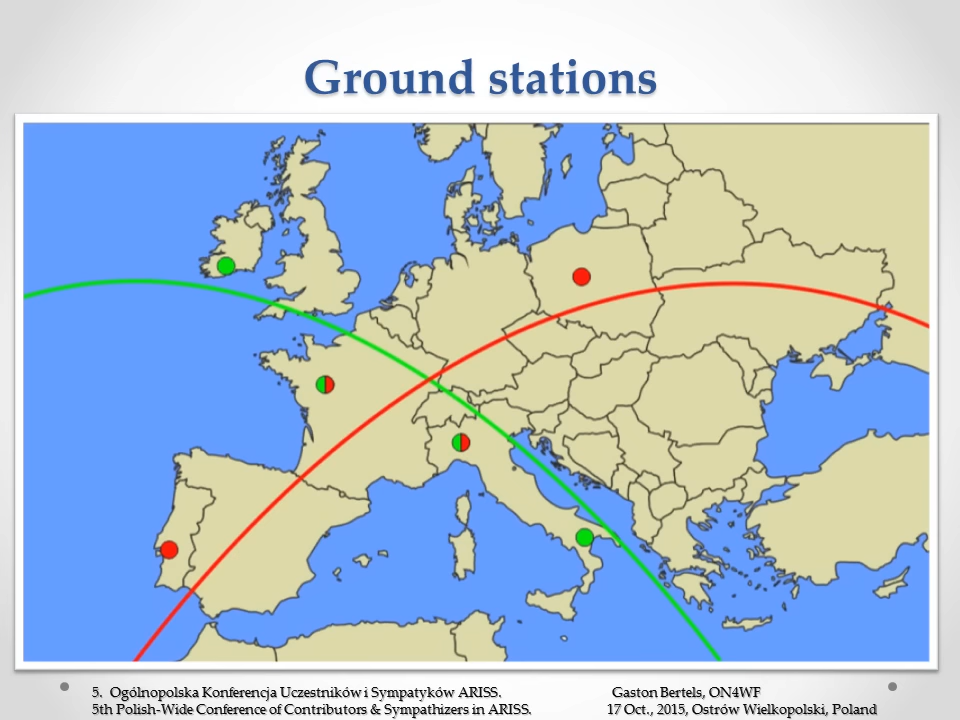 Ground stations
5. Ogólnopolska Konferencja Uczestników i Sympatyków ARISS. Gaston Bertels, ON4WF
5th Polish-Wide Conference of Contributors & Sympathizers in ARISS. 17 Oct., 2015, Ostrów Wielkopolski, Poland